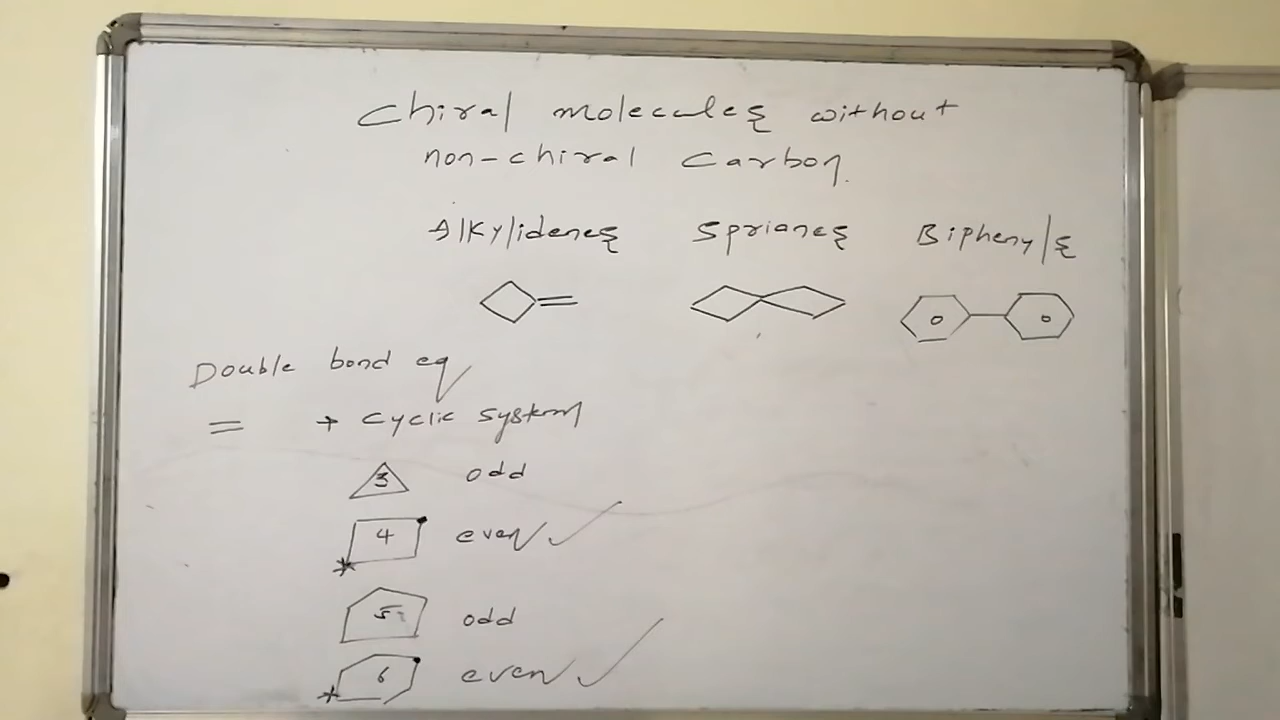 Chiral molecules without
non-chiral Carbon.
Alkylidenes Sprianes Biphenyls
Double bond eq
= + cyclic system
3 odd
4 even
5 odd
6 even